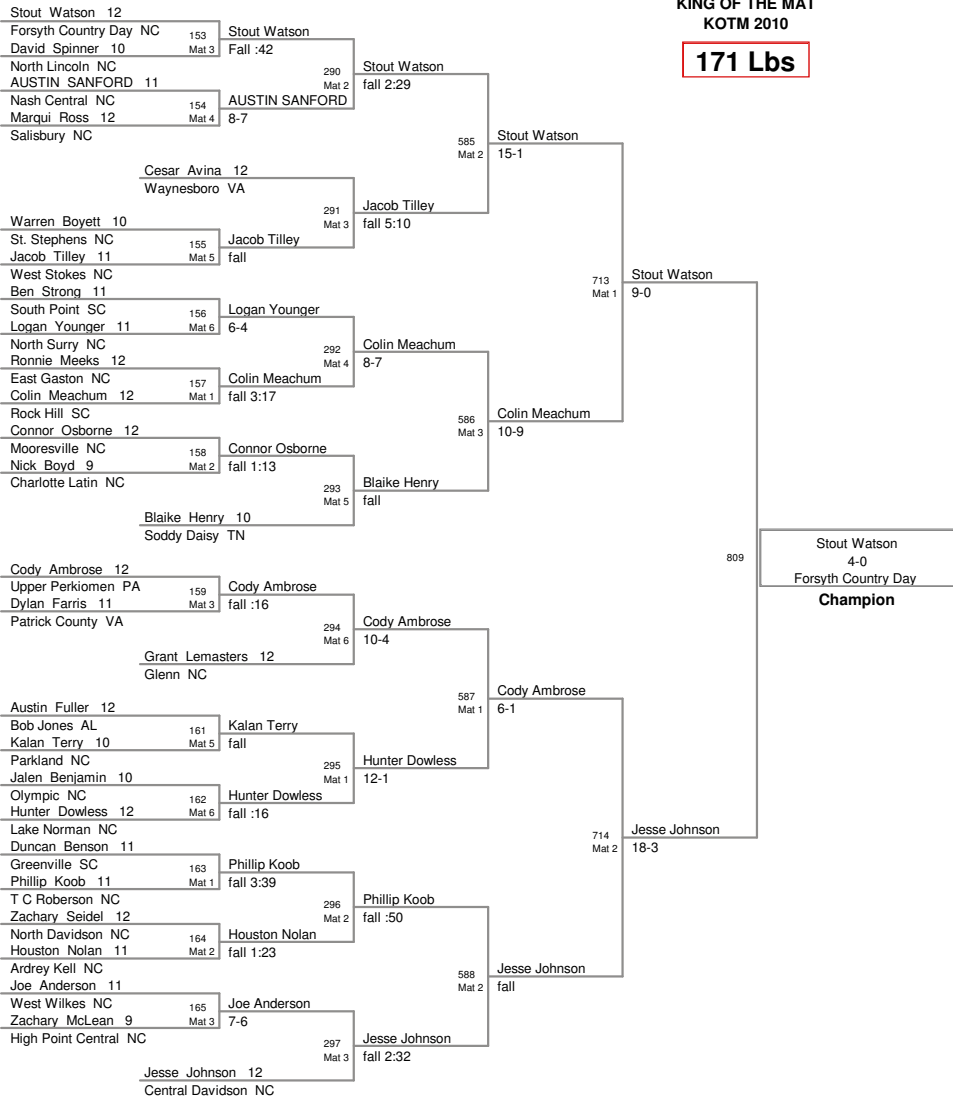 KING OF THE MAT
KOTM 2010
171 Lbs
Stout Watson 12
Forsyth Country Day NC
153
Mat 3
David Spinner 10
North Lincoln NC
Stout Watson
Fall :42
AUSTIN SANFORD 11
Nash Central NC
154
Mat 4
Marqui Ross 12
Salisbury NC
AUSTIN SANFORD
8-7
290
Mat 2
Stout Watson
fall 2:29
Cesar Avina 12
Waynesboro VA
Warren Boyett 10
St. Stephens NC
155
Mat 5
Jacob Tilley 11
West Stokes NC
Jacob Tilley
fall
291
Mat 3
Jacob Tilley
fall 5:10
585
Mat 2
Stout Watson
15-1
Ben Strong 11
South Point SC
156
Mat 6
Logan Younger 11
North Surry NC
Logan Younger
6-4
Ronnie Meeks 12
East Gaston NC
157
Mat 1
Colin Meachum 12
Rock Hill SC
Colin Meachum
fall 3:17
292
Mat 4
Colin Meachum
8-7
Connor Osborne 12
Mooresville NC
158
Mat 2
Nick Boyd 9
Charlotte Latin NC
Connor Osborne
fall 1:13
Blaike Henry 10
Soddy Daisy TN
293
Mat 5
Blaike Henry
fall
586
Mat 3
Colin Meachum
10-9
713
Mat 1
Stout Watson
9-0
Cody Ambrose 12
Upper Perkiomen PA
159
Mat 3
Dylan Farris 11
Patrick County VA
Cody Ambrose
fall :16
Grant Lemasters 12
Glenn NC
294
Mat 6
Cody Ambrose
10-4
Austin Fuller 12
Bob Jones AL
161
Mat 5
Kalan Terry 10
Parkland NC
Kalan Terry
fall
Jalen Benjamin 10
Olympic NC
162
Mat 6
Hunter Dowless 12
Lake Norman NC
Hunter Dowless
fall :16
295
Mat 1
Hunter Dowless
12-1
587
Mat 1
Cody Ambrose
6-1
Duncan Benson 11
Greenville SC
163
Mat 1
Phillip Koob 11
T C Roberson NC
Phillip Koob
fall 3:39
Zachary Seidel 12
North Davidson NC
164
Mat 2
Houston Nolan 11
Ardrey Kell NC
Houston Nolan
fall 1:23
296
Mat 2
Phillip Koob
fall :50
Joe Anderson 11
West Wilkes NC
165
Mat 3
Zachary McLean 9
High Point Central NC
Joe Anderson
7-6
Jesse Johnson 12
Central Davidson NC
297
Mat 3
Jesse Johnson
fall 2:32
588
Mat 2
Jesse Johnson
fall
714
Mat 2
Jesse Johnson
18-3
809
Stout Watson
4-0
Forsyth Country Day
Champion